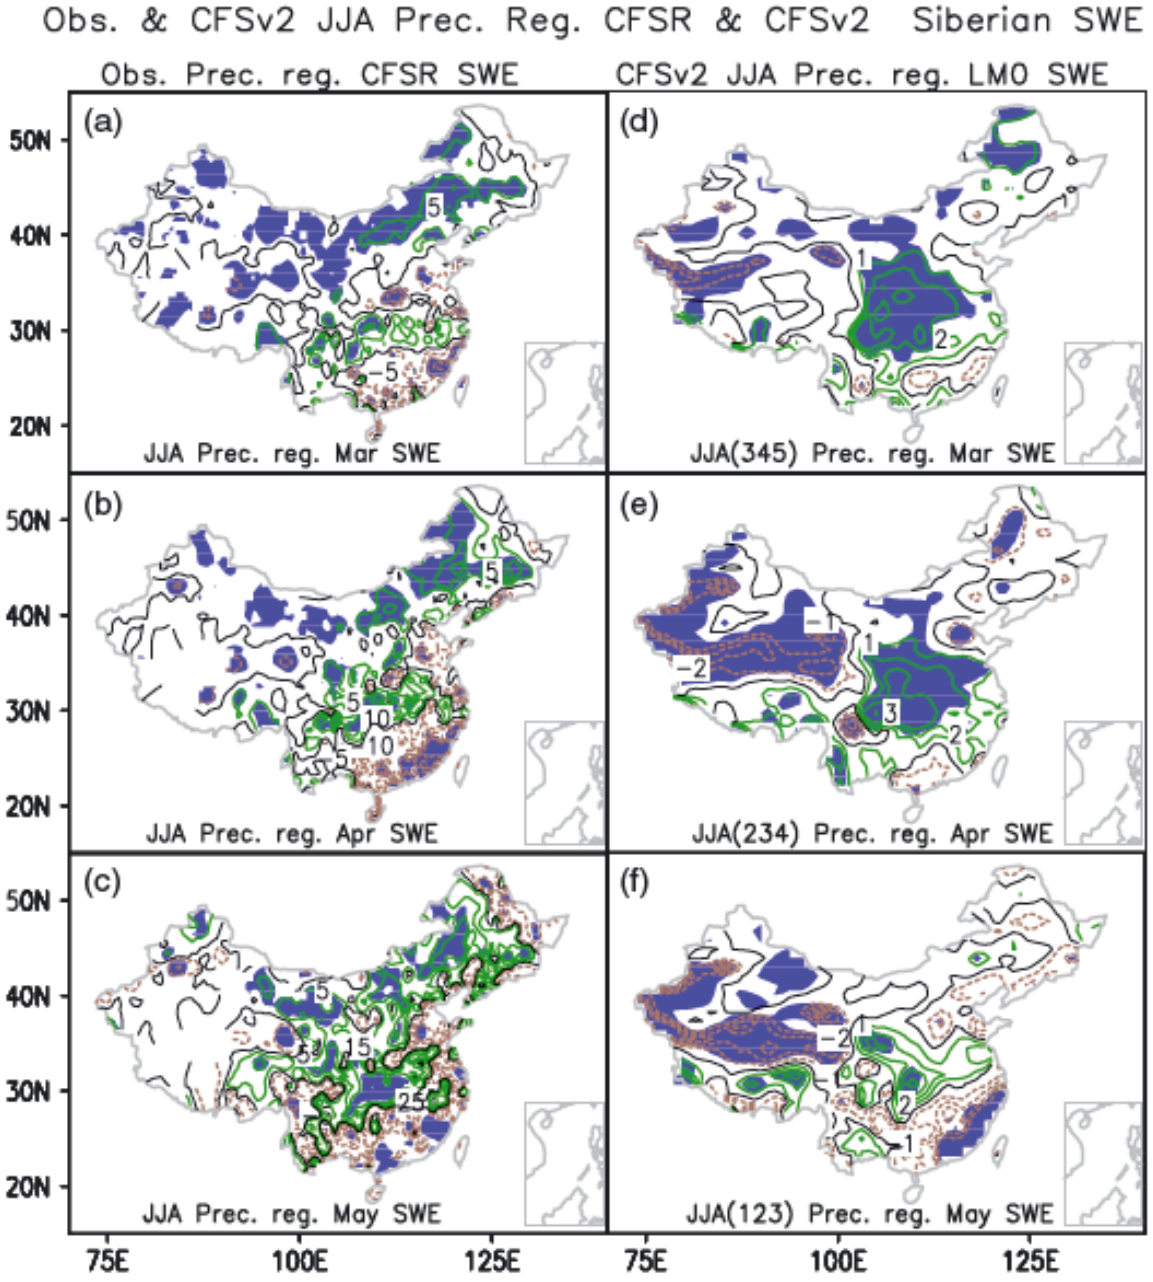 Obs. & CFSv2 JJA Prec. Reg. CFSR & CFSv2 Siberian SWE
Obs. Prec. reg. CFSR SWE
CFSv2 JJA Prec. reg. LM0 SWE
(a)
50N
40N
30N
20N
5
-5
JJA Prec. reg. Mar SWE
(d)
1
2
JJA(345) Prec. reg. Mar SWE
(b)
50N
40N
30N
20N
5
5
10
10
-5
JJA Prec. reg. Apr SWE
(e)
-1
1
-2
3
2
JJA(234) Prec. reg. Apr SWE
(c)
50N
40N
30N
20N
5
5
15
25
JJA Prec. reg. May SWE
(f)
-2
1
2
-1
JJA(123) Prec. reg. May SWE
75E
100E
125E
75E
100E
125E